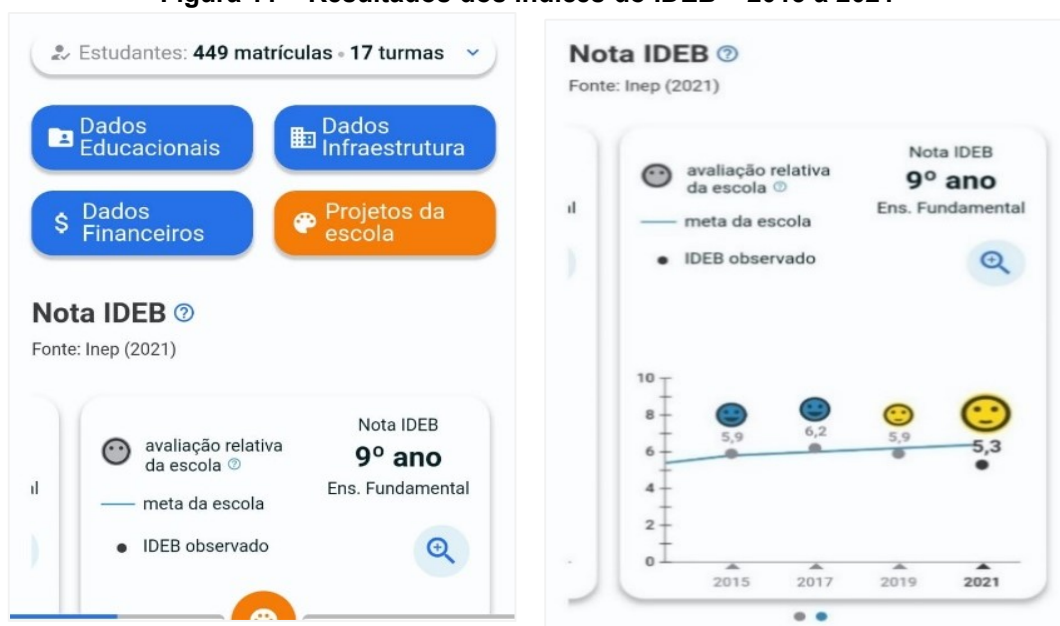 Estudantes: 449 matrículas • 17 turmas
Dados
Educacionais
Dados
Infraestrutura
Dados
Financeiros
Projetos da
escola
Nota IDEB
Fonte: Inep (2021)
Nota IDEB
9º ano
Ens. Fundamental
avaliação relativa
da escola
meta da escola
IDEB observado
Nota IDEB
Fonte: Inep (2021)
Nota IDEB
9º ano
Ens. Fundamental
avaliação relativa
da escola
meta da escola
IDEB observado
10
8
6
4
2
0
5,9
6,2
5,9
5,3
2015
2017
2019
2021